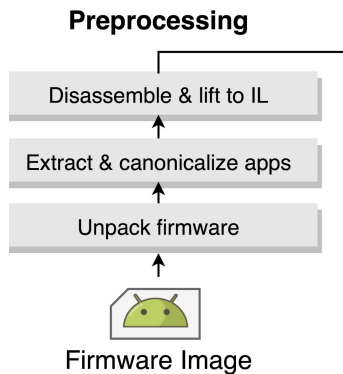 Preprocessing
Disassemble & lift to IL
Extract & canonicalize apps
Unpack firmware
Firmware Image